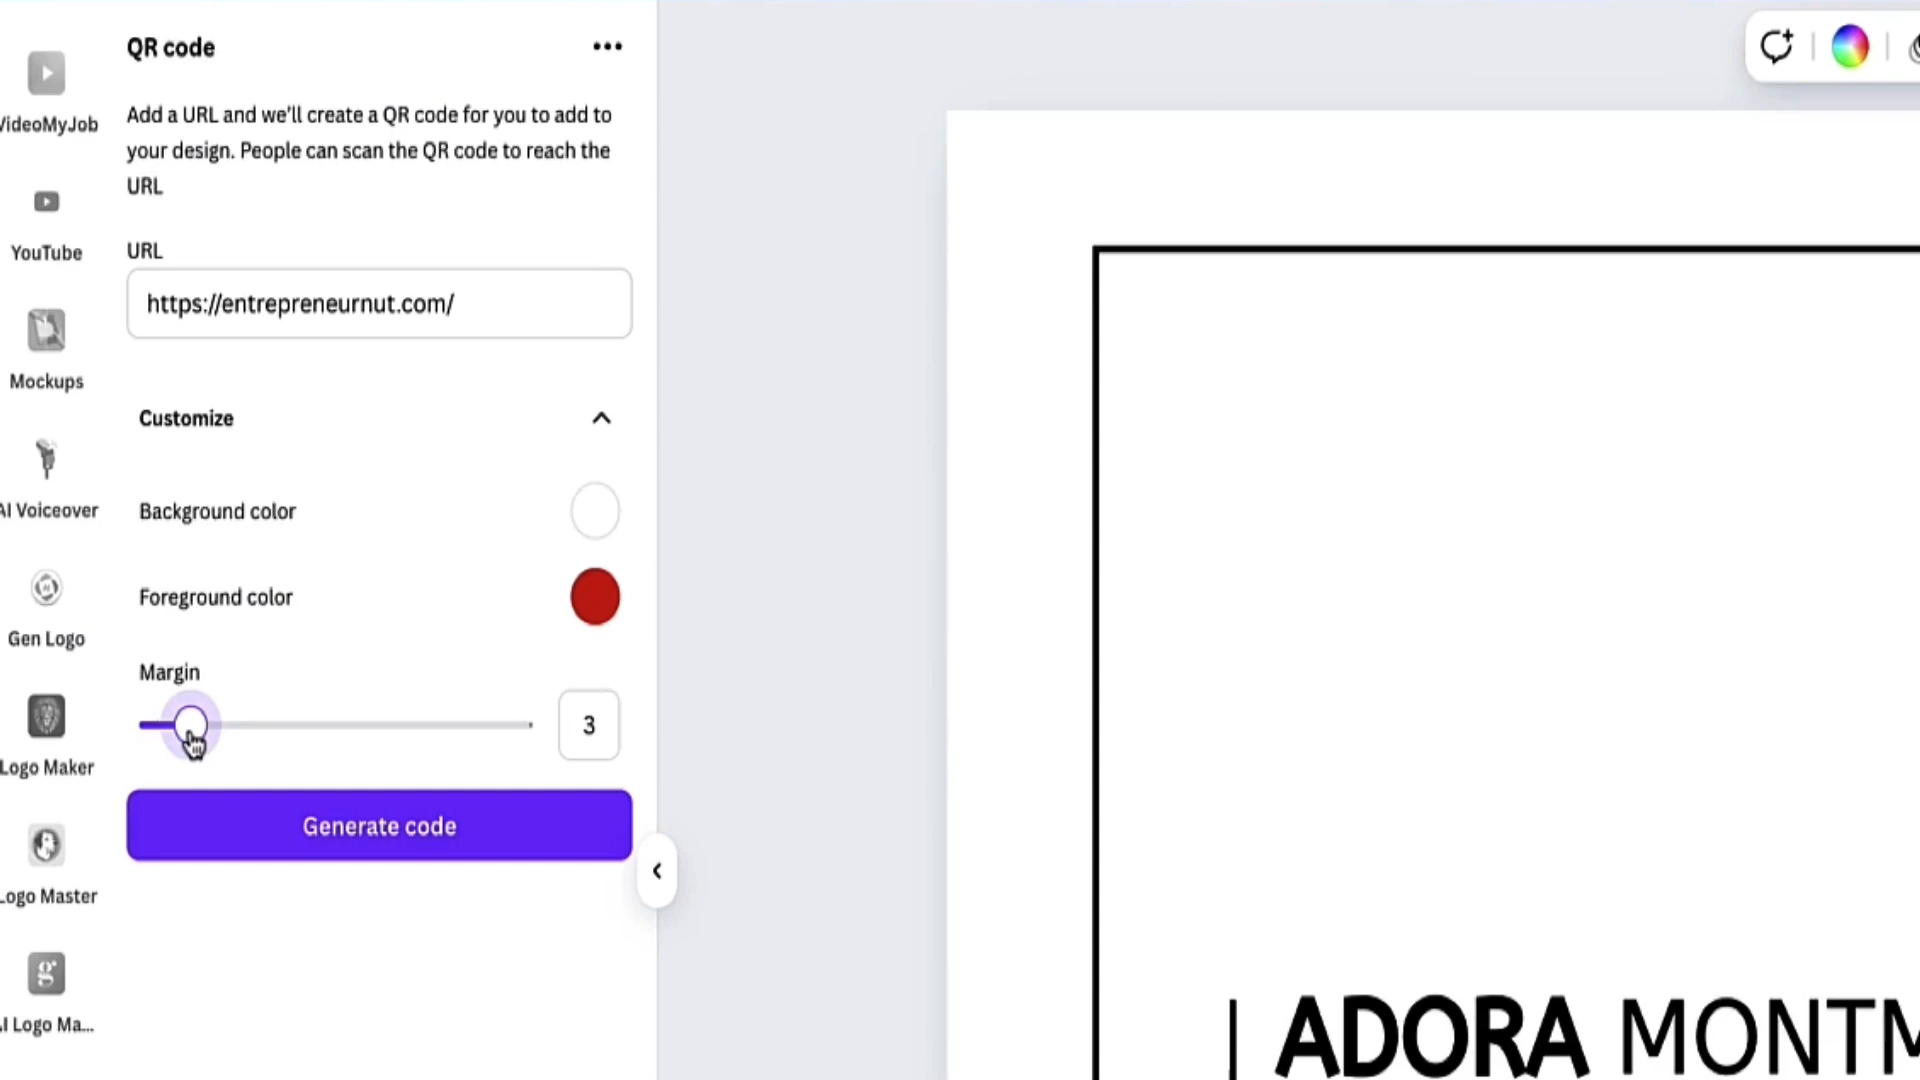 QR code
Add a URL and we'll create a QR code for you to add to
your design. People can scan the QR code to reach the
URL
URL
https://entrepreneurnut.com/
Customize
Background color
Foreground color
Margin
3
Generate code
VideoMyJob
YouTube
Mockups
AI Voiceover
Gen Logo
Logo Maker
Logo Master
g
I Logo Ma...
| ADORA MONTM